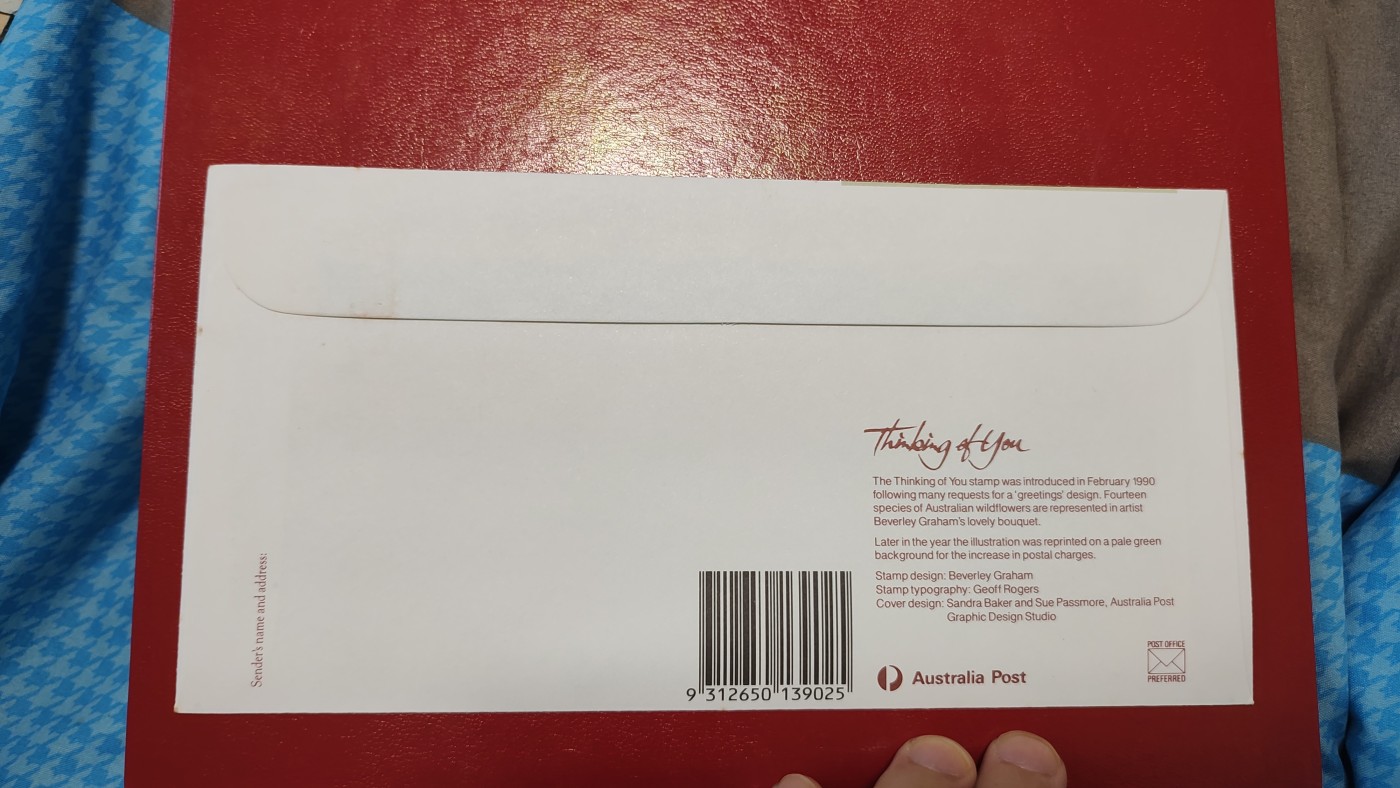 Thinking of You
The Thinking of You stamp was introduced in February 1990
following many requests for a 'greetings' design. Fourteen
species of Australian wildflowers are represented in artist
Beverley Graham's lovely bouquet.
Later in the year the illustration was reprinted on a pale green
background for the increase in postal charges.
Stamp design: Beverley Graham
Stamp typography: Geoff Rogers
Cover design: Sandra Baker and Sue Passmore, Australia Post
Graphic Design Studio
Sender's name and address:
9 312650 139025
Australia Post
POST OFFICE
PREFERRED